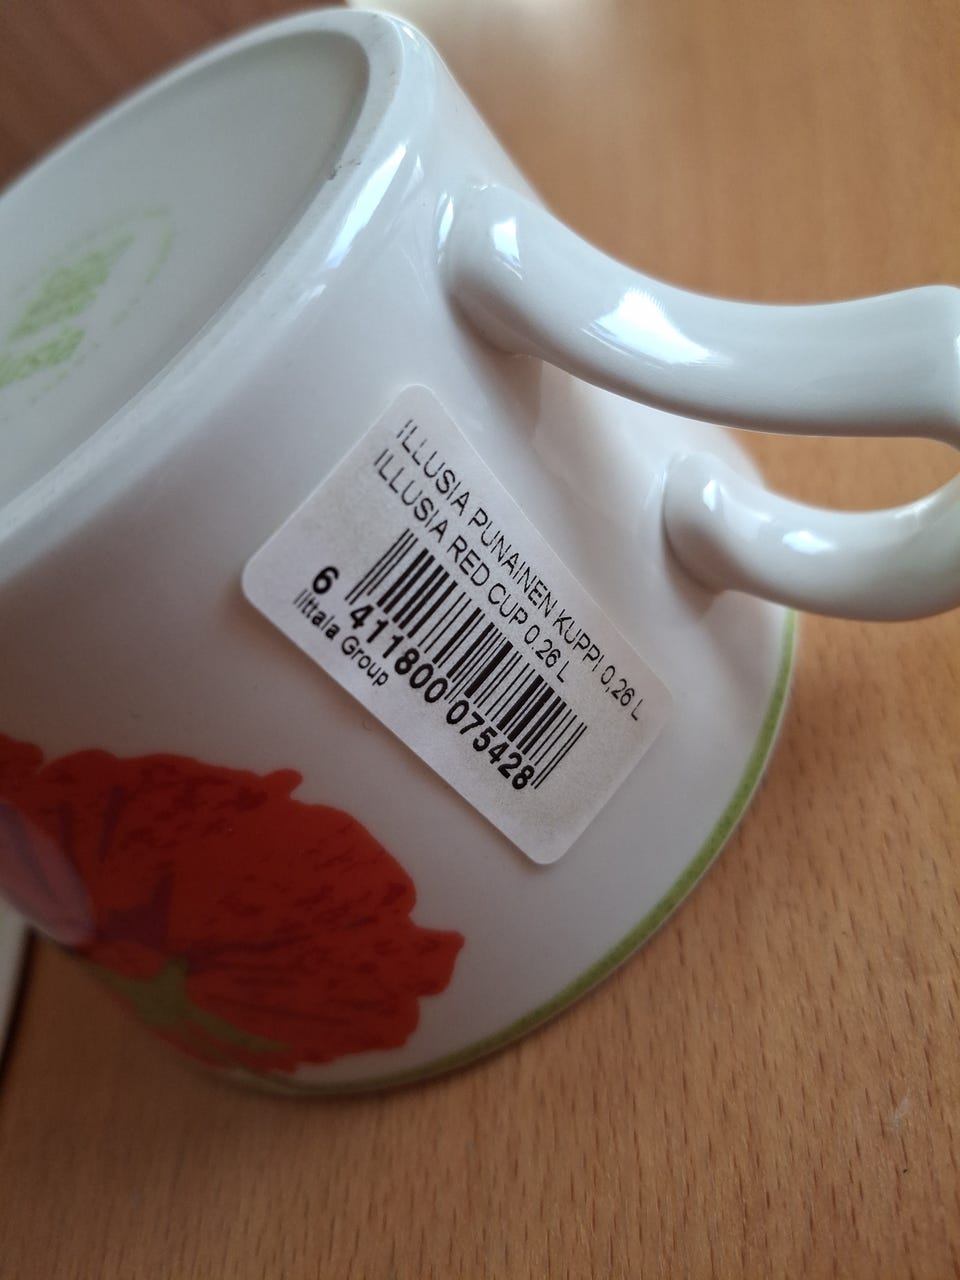 ILLUSIA PUNAINEN KUPPI 0,26 L
ILLUSIA RED CUP 0.26 L
6 411800 075428
Iittala Group